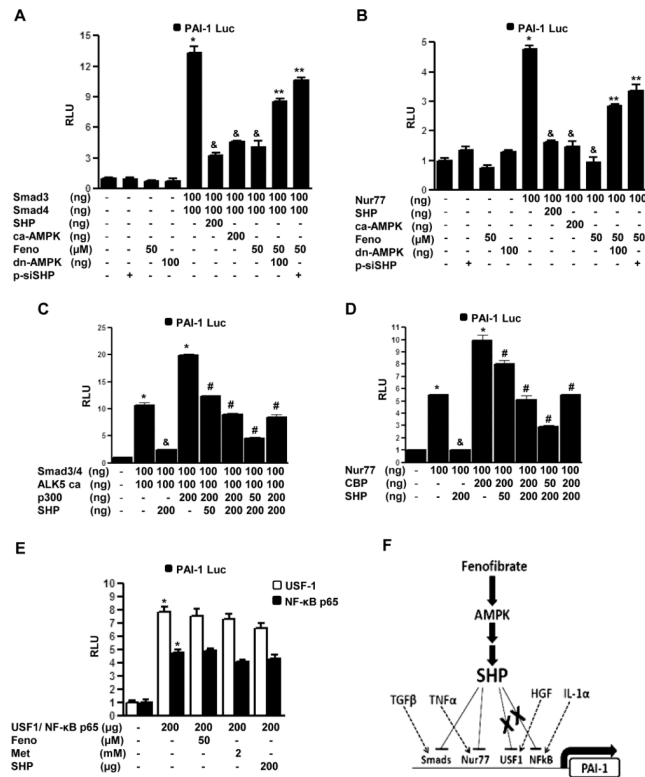 A
■ PAI-1 Luc
RLU
15
12
9
6
3
0
* & & & ** **
Smad3 (ng) - - - - 100 100 100 100 100 100
Smad4 (ng) - - - - 100 100 100 100 100 100
SHP (ng) - - - - - 200 - - - -
ca-AMPK (ng) - - - - - - 200 - - -
Feno (µM) - - 50 - - - - 50 50 50
dn-AMPK (ng) - - - 100 - - - - 100 -
p-siSHP - + - - - - - - - +
B
■ PAI-1 Luc
RLU
5
4
3
2
1
0
* & & & ** **
Nur77 (ng) - - - - 100 100 100 100 100 100
SHP (ng) - - - - - 200 - - - -
ca-AMPK (ng) - - - - - - 200 - - -
Feno (µM) - - 50 - - - - 50 50 50
dn-AMPK (ng) - - - 100 - - - - 100 -
p-siSHP - + - - - - - - - +
C
■ PAI-1 Luc
RLU
25
20
15
10
5
0
* & * # # # #
Smad3/4 (ng) - 100 100 100 100 100 100 100
ALK5 ca (ng) - 100 100 100 100 100 100 100
p300 (ng) - - - 200 200 200 50 200
SHP (ng) - - 200 - 50 200 200 200
D
■ PAI-1 Luc
RLU
10
9
8
7
6
5
4
3
2
1
0
* & * # # # #
Nur77 (ng) - 100 100 100 100 100 100 100
CBP (ng) - - - 200 200 200 50 200
SHP (ng) - - 200 - 50 200 200 200
E
■ PAI-1 Luc
□ USF-1
■ NF-κB p65
RLU
10
9
8
7
6
5
4
3
2
1
0
* *
USF1/ NF-κB p65 (µg) - 200 200 200 200
Feno (µM) - - 50 - -
Met (mM) - - - 2 -
SHP (µg) - - - - 200
F
Fenofibrate
AMPK
SHP
TGFβ TNFα HGF IL-1α
X X
Smads Nur77 USF1 NFkB
PAI-1